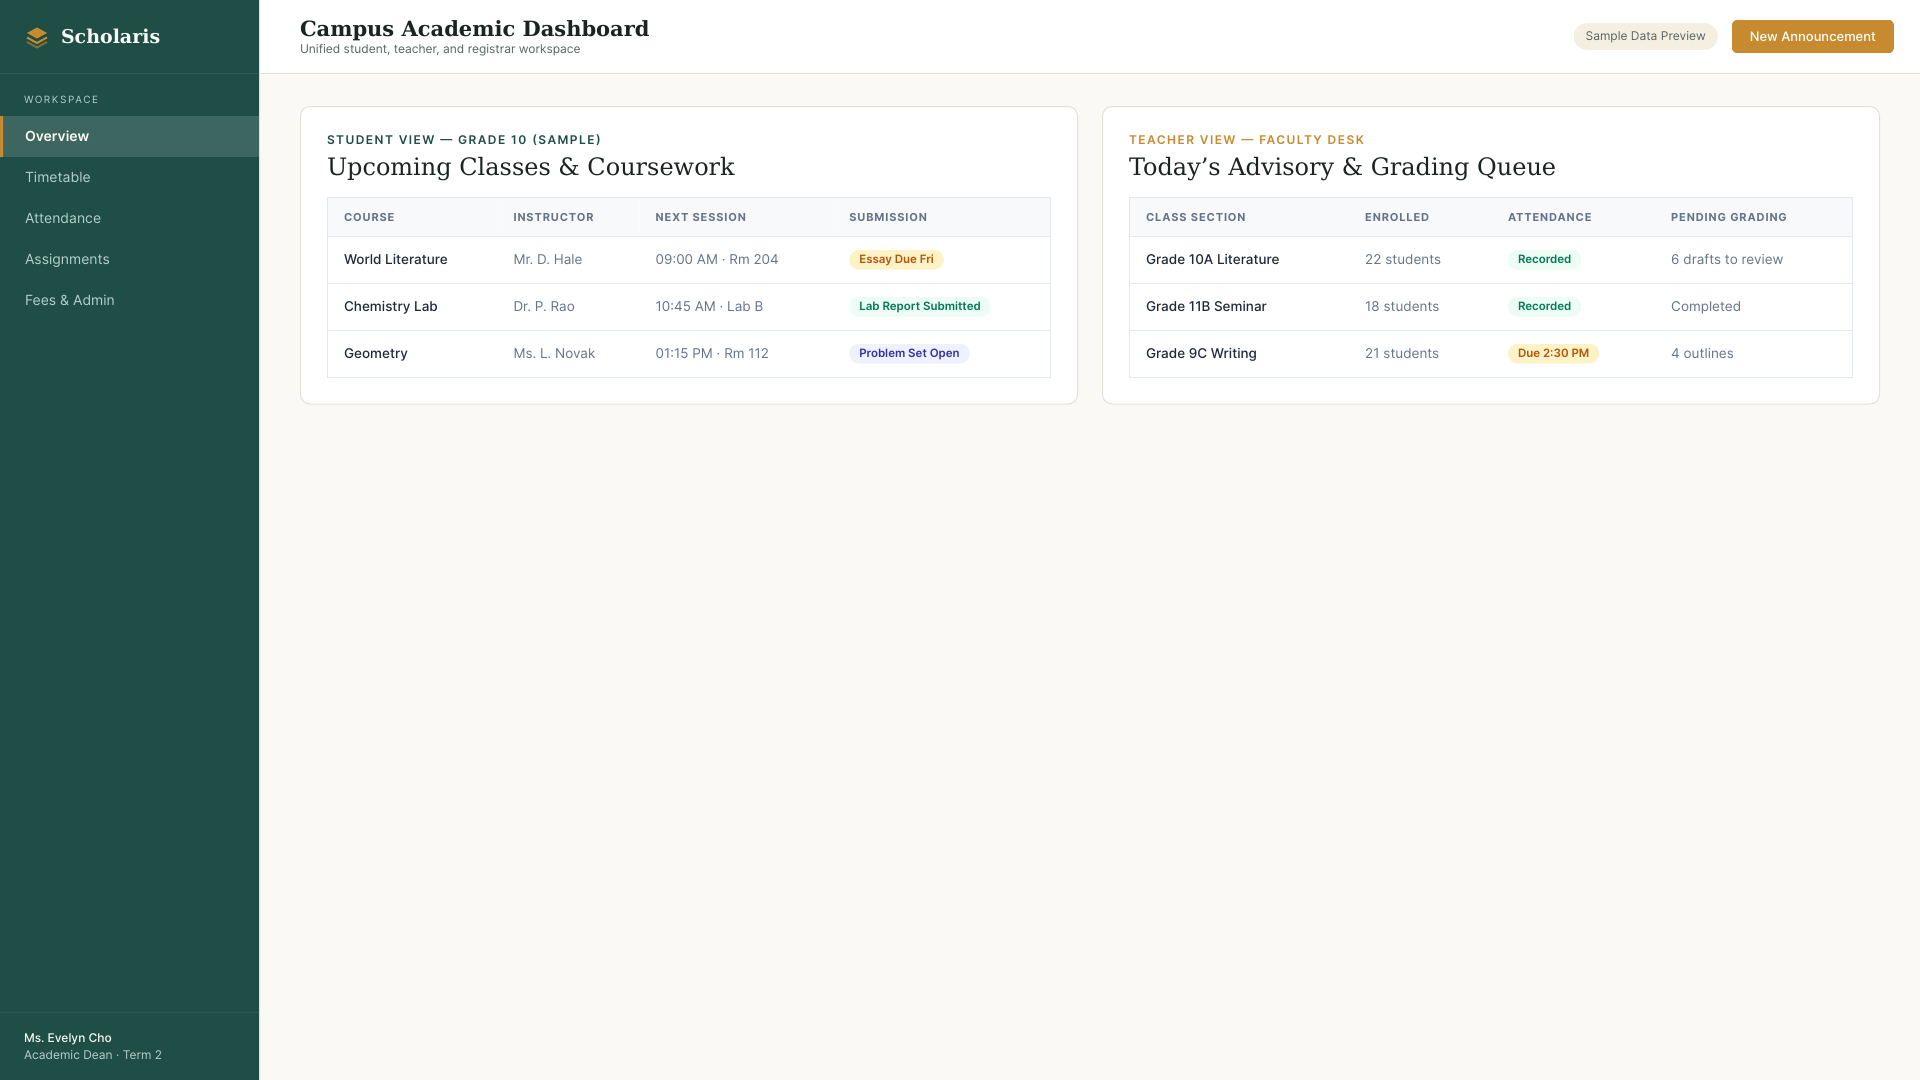 Scholaris
WORKSPACE
Overview
Timetable
Attendance
Assignments
Fees & Admin
Ms. Evelyn Cho
Academic Dean · Term 2
Campus Academic Dashboard
Unified student, teacher, and registrar workspace
Sample Data Preview
New Announcement
STUDENT VIEW — GRADE 10 (SAMPLE)
Upcoming Classes & Coursework
COURSE INSTRUCTOR NEXT SESSION SUBMISSION
World Literature Mr. D. Hale 09:00 AM · Rm 204 Essay Due Fri
Chemistry Lab Dr. P. Rao 10:45 AM · Lab B Lab Report Submitted
Geometry Ms. L. Novak 01:15 PM · Rm 112 Problem Set Open
TEACHER VIEW — FACULTY DESK
Today’s Advisory & Grading Queue
CLASS SECTION ENROLLED ATTENDANCE PENDING GRADING
Grade 10A Literature 22 students Recorded 6 drafts to review
Grade 11B Seminar 18 students Recorded Completed
Grade 9C Writing 21 students Due 2:30 PM 4 outlines